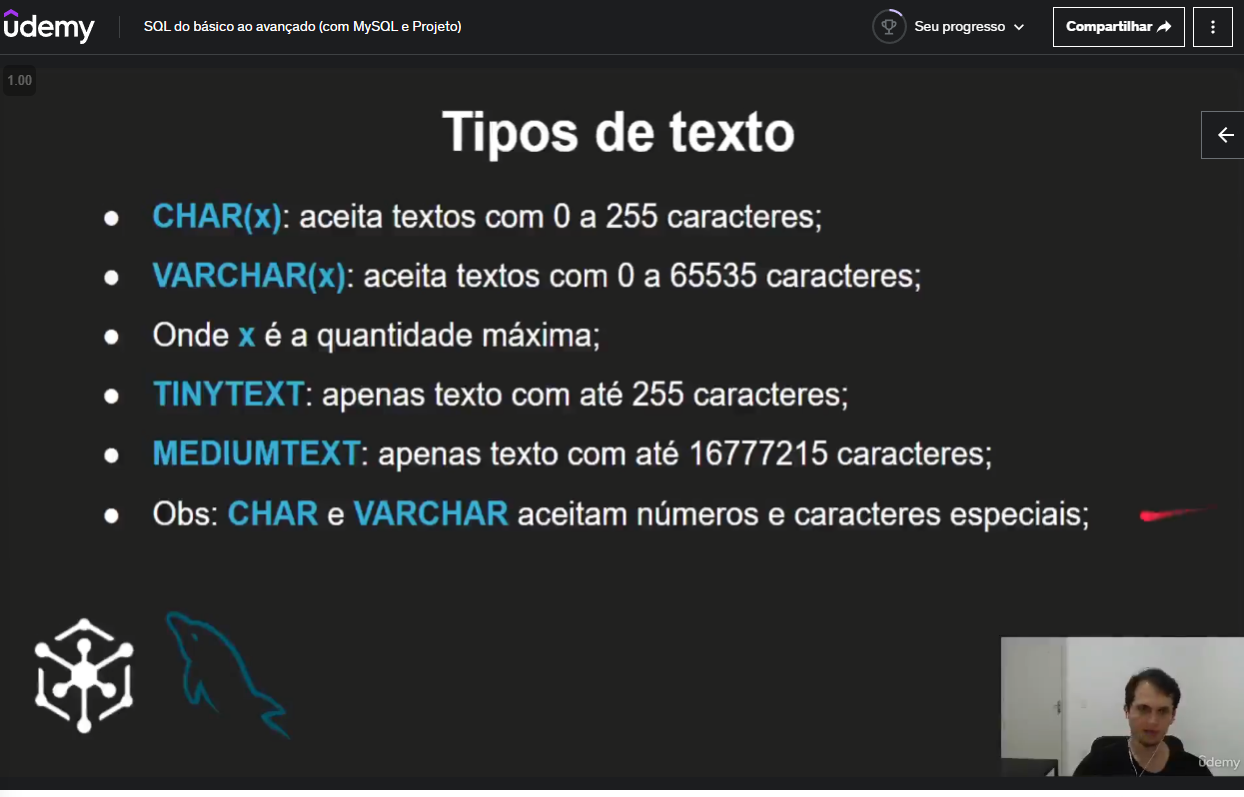 ûdemy
SQL do básico ao avançado (com MySQL e Projeto)
Seu progresso
Compartilhar
1.00
Tipos de texto
● CHAR(x): aceita textos com 0 a 255 caracteres;
● VARCHAR(x): aceita textos com 0 a 65535 caracteres;
● Onde x é a quantidade máxima;
● TINYTEXT: apenas texto com até 255 caracteres;
● MEDIUMTEXT: apenas texto com até 16777215 caracteres;
● Obs: CHAR e VARCHAR aceitam números e caracteres especiais;
ûdemy